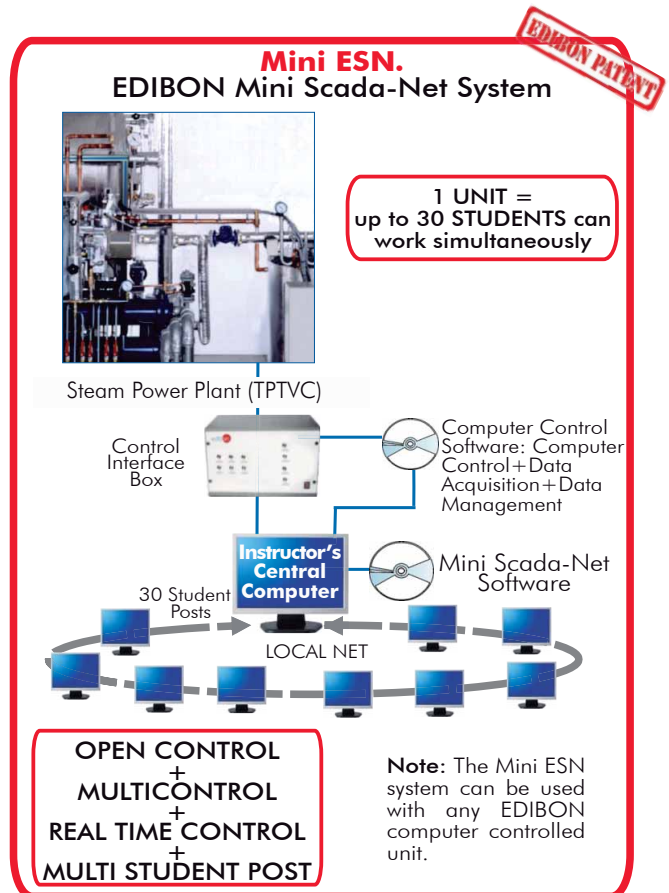 EDIBON PATENT
Mini ESN.
EDIBON Mini Scada-Net System
1 UNIT =
up to 30 STUDENTS can
work simultaneously
Steam Power Plant (TPTVC)
Control
Interface
Box
Computer Control
Software: Computer
Control+Data
Acquisition+Data
Management
Instructor's
Central
Computer
Mini Scada-Net
Software
30 Student
Posts
LOCAL NET
OPEN CONTROL
+
MULTICONTROL
+
REAL TIME CONTROL
+
MULTI STUDENT POST
Note: The Mini ESN
system can be used
with any EDIBON
computer controlled
unit.